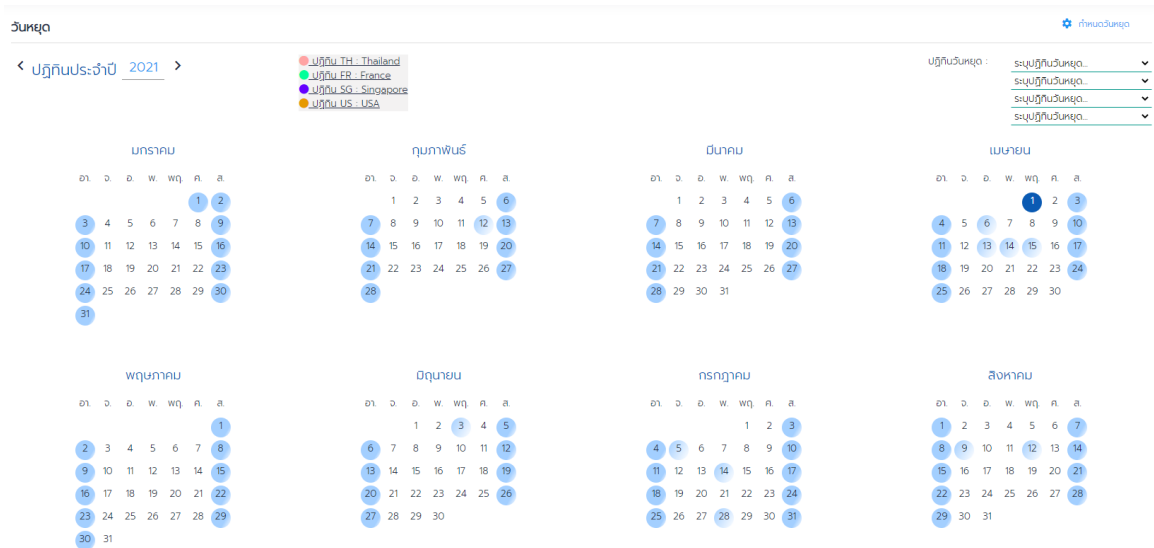 วันหยุด กำหนดวันหยุด
ปฏิทินประจำปี 2021
ปฏิทิน TH : Thailand
ปฏิทิน FR : France
ปฏิทิน SG : Singapore
ปฏิทิน US : USA
ปฏิทินวันหยุด : ระบุปฏิทินวันหยุด...
ระบุปฏิทินวันหยุด...
ระบุปฏิทินวันหยุด...
ระบุปฏิทินวันหยุด...
มกราคม
อา. จ. อ. พ. พฤ. ศ. ส.
1 2
3 4 5 6 7 8 9
10 11 12 13 14 15 16
17 18 19 20 21 22 23
24 25 26 27 28 29 30
31
กุมภาพันธ์
อา. จ. อ. พ. พฤ. ศ. ส.
1 2 3 4 5 6
7 8 9 10 11 12 13
14 15 16 17 18 19 20
21 22 23 24 25 26 27
28
มีนาคม
อา. จ. อ. พ. พฤ. ศ. ส.
1 2 3 4 5 6
7 8 9 10 11 12 13
14 15 16 17 18 19 20
21 22 23 24 25 26 27
28 29 30 31
เมษายน
อา. จ. อ. พ. พฤ. ศ. ส.
1 2 3
4 5 6 7 8 9 10
11 12 13 14 15 16 17
18 19 20 21 22 23 24
25 26 27 28 29 30
พฤษภาคม
อา. จ. อ. พ. พฤ. ศ. ส.
1
2 3 4 5 6 7 8
9 10 11 12 13 14 15
16 17 18 19 20 21 22
23 24 25 26 27 28 29
30 31
มิถุนายน
อา. จ. อ. พ. พฤ. ศ. ส.
1 2 3 4 5
6 7 8 9 10 11 12
13 14 15 16 17 18 19
20 21 22 23 24 25 26
27 28 29 30
กรกฎาคม
อา. จ. อ. พ. พฤ. ศ. ส.
1 2 3
4 5 6 7 8 9 10
11 12 13 14 15 16 17
18 19 20 21 22 23 24
25 26 27 28 29 30 31
สิงหาคม
อา. จ. อ. พ. พฤ. ศ. ส.
1 2 3 4 5 6 7
8 9 10 11 12 13 14
15 16 17 18 19 20 21
22 23 24 25 26 27 28
29 30 31